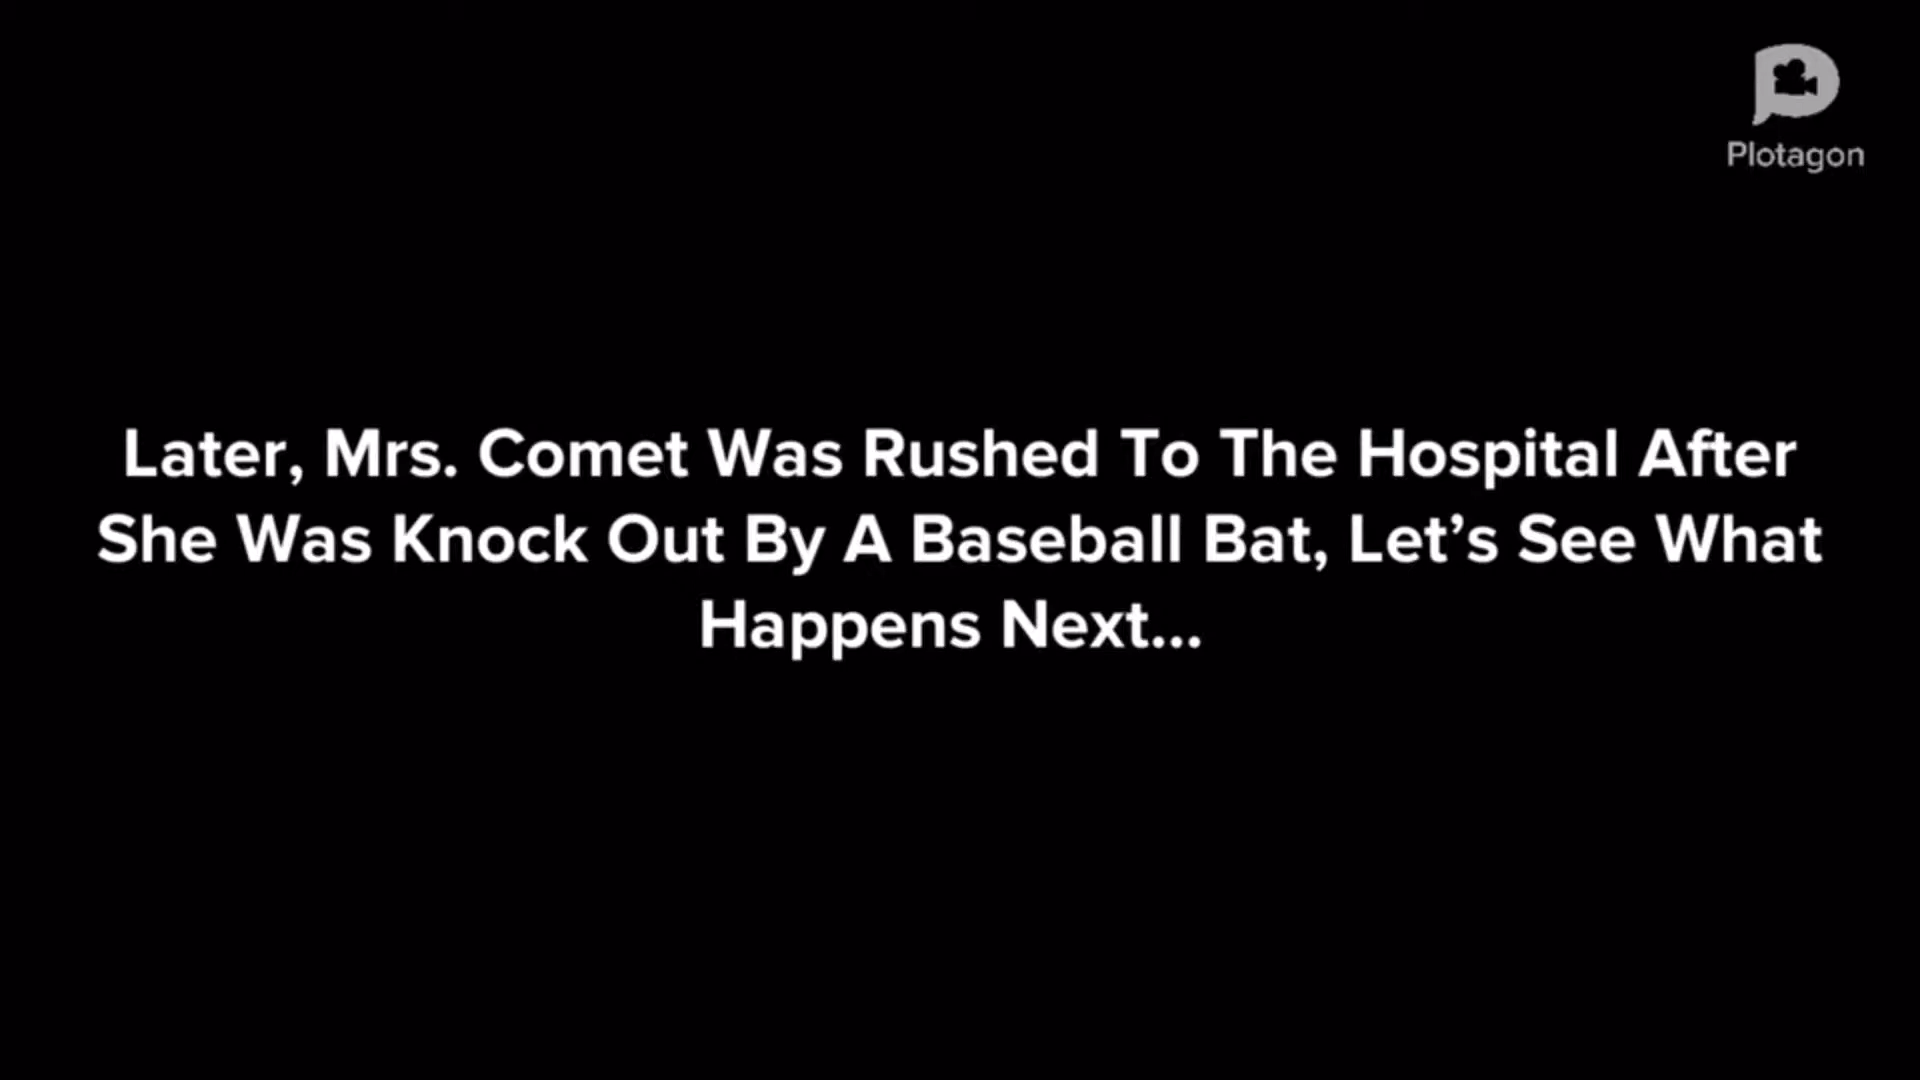 Plotagon
Later, Mrs. Comet Was Rushed To The Hospital After
She Was Knock Out By A Baseball Bat, Let’s See What
Happens Next...